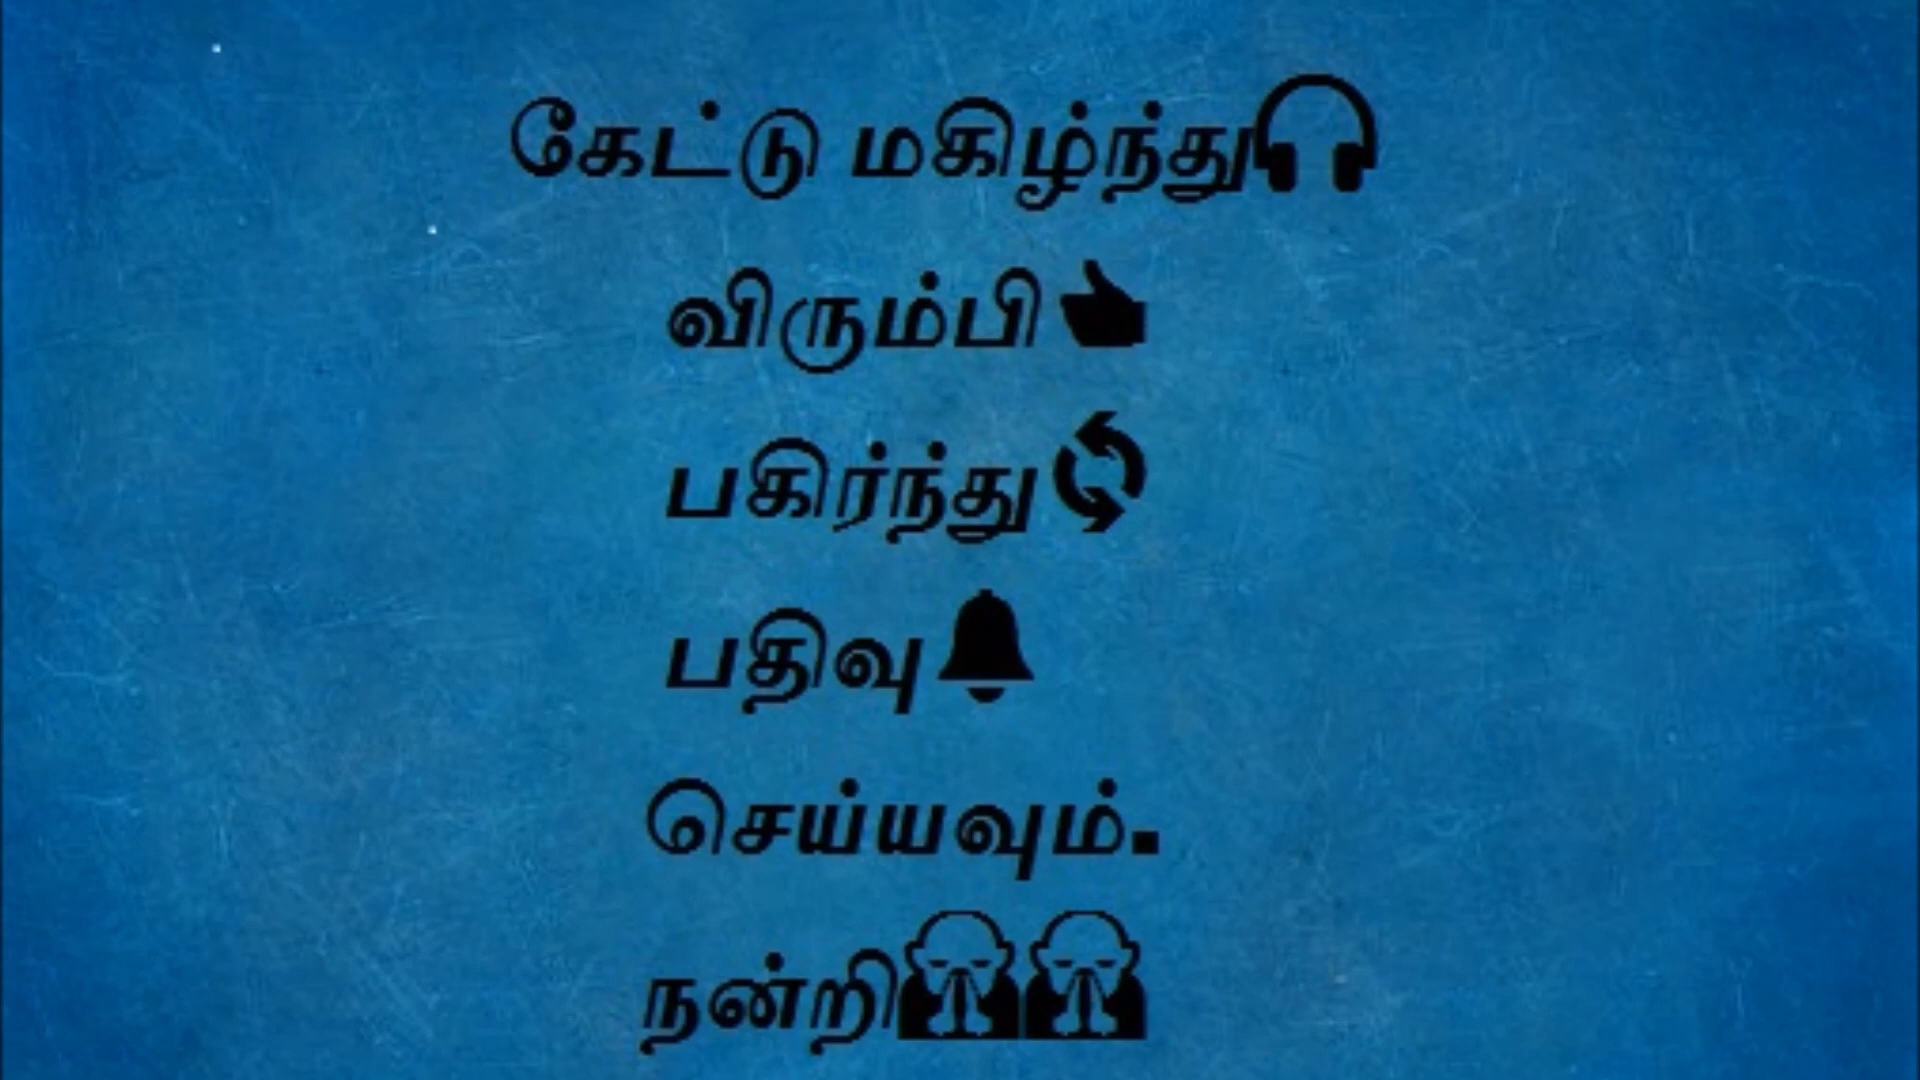 கேட்டு மகிழ்ந்து🎧
விரும்பி👍
பகிர்ந்து🔄
பதிவு🔔
செய்யவும்.
நன்றி🙏🙏